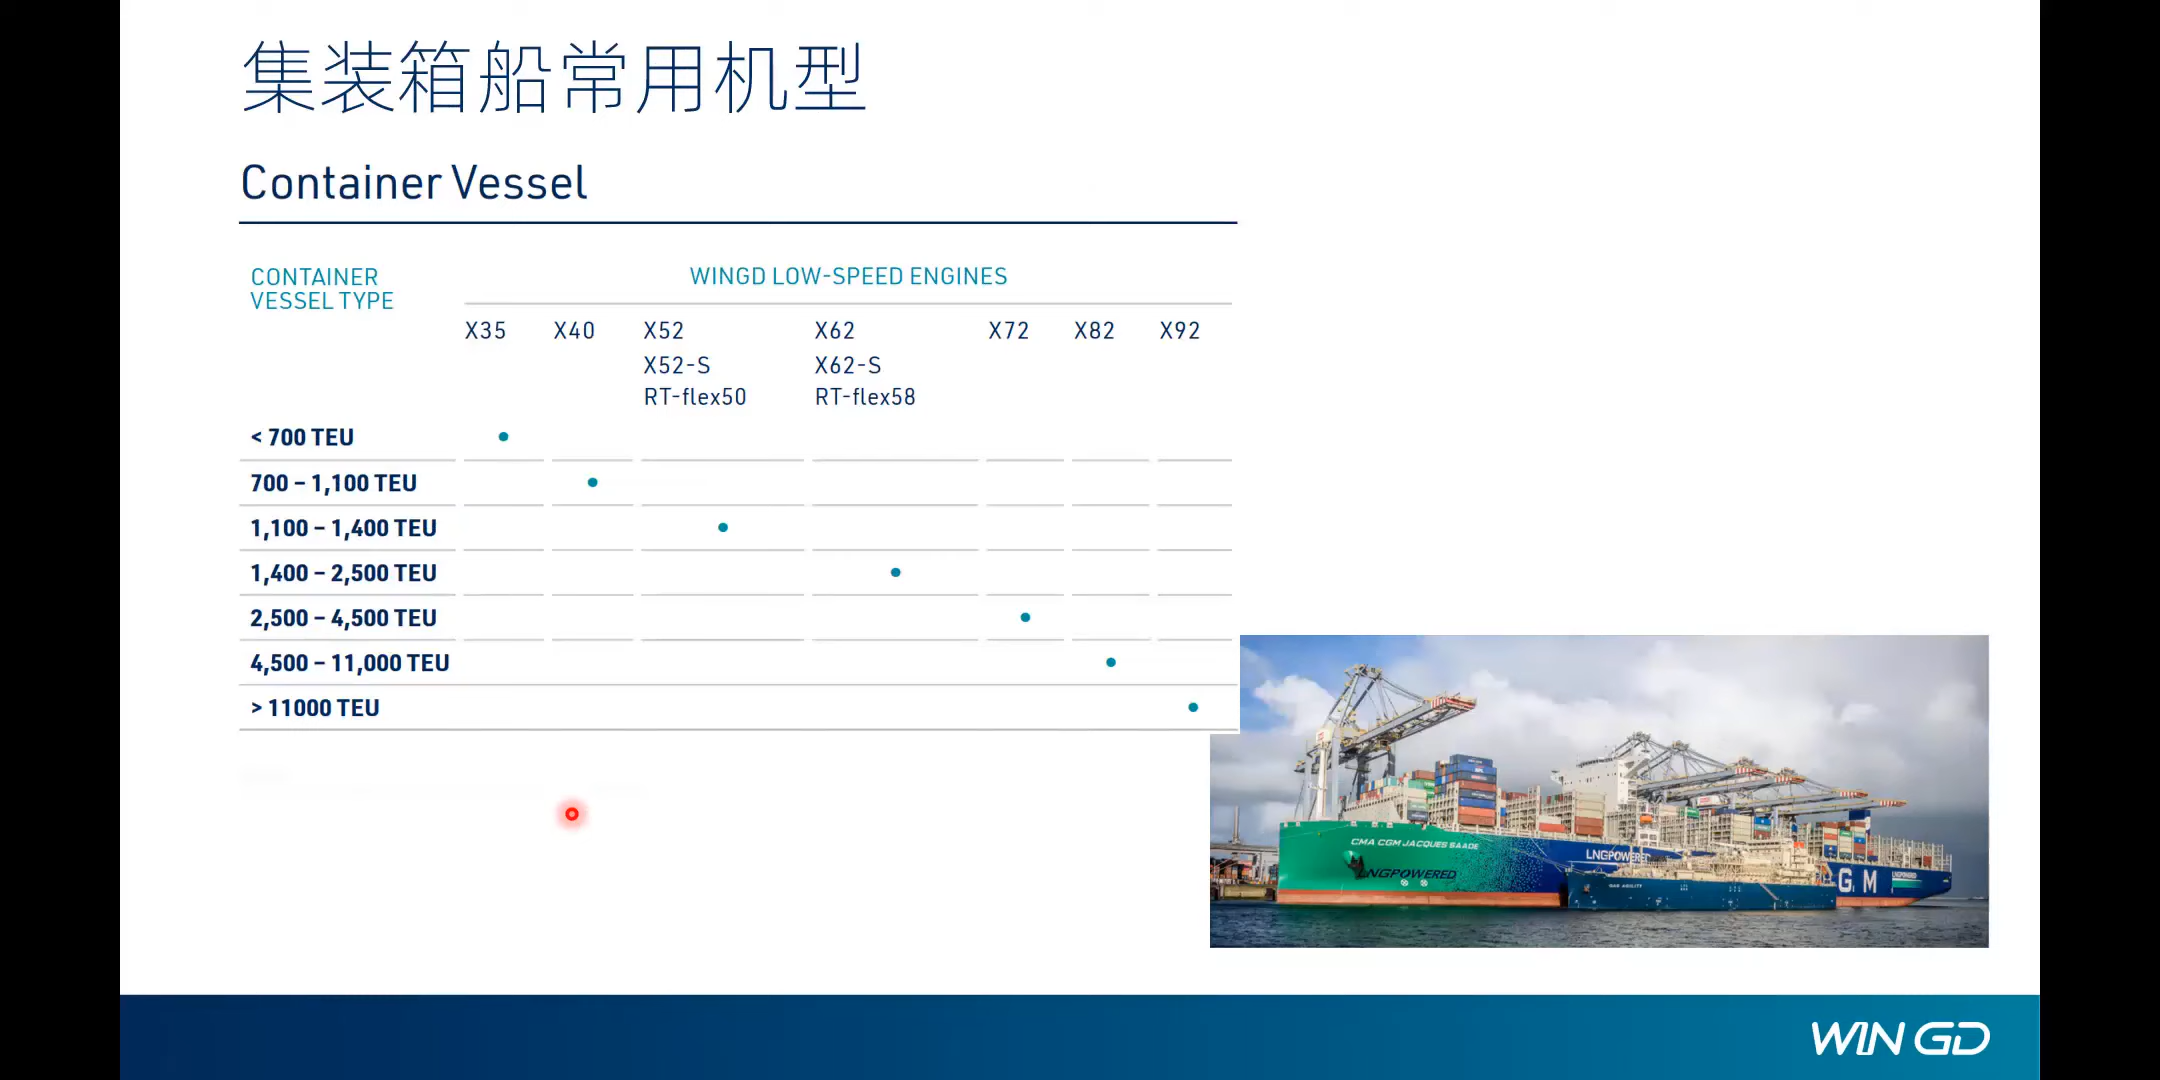 集装箱船常用机型
Container Vessel
CONTAINER
VESSEL TYPE
WINGD LOW-SPEED ENGINES
X35 X40 X52 X62 X72 X82 X92
X52-S X62-S
RT-flex50 RT-flex58
< 700 TEU
700 – 1,100 TEU
1,100 – 1,400 TEU
1,400 – 2,500 TEU
2,500 – 4,500 TEU
4,500 – 11,000 TEU
> 11000 TEU
CMA CGM JACQUES SAADE
LNGPOWERED
LNGPOWERED
GAS AGILITY
G M
LNGPOWERED
WIN GD